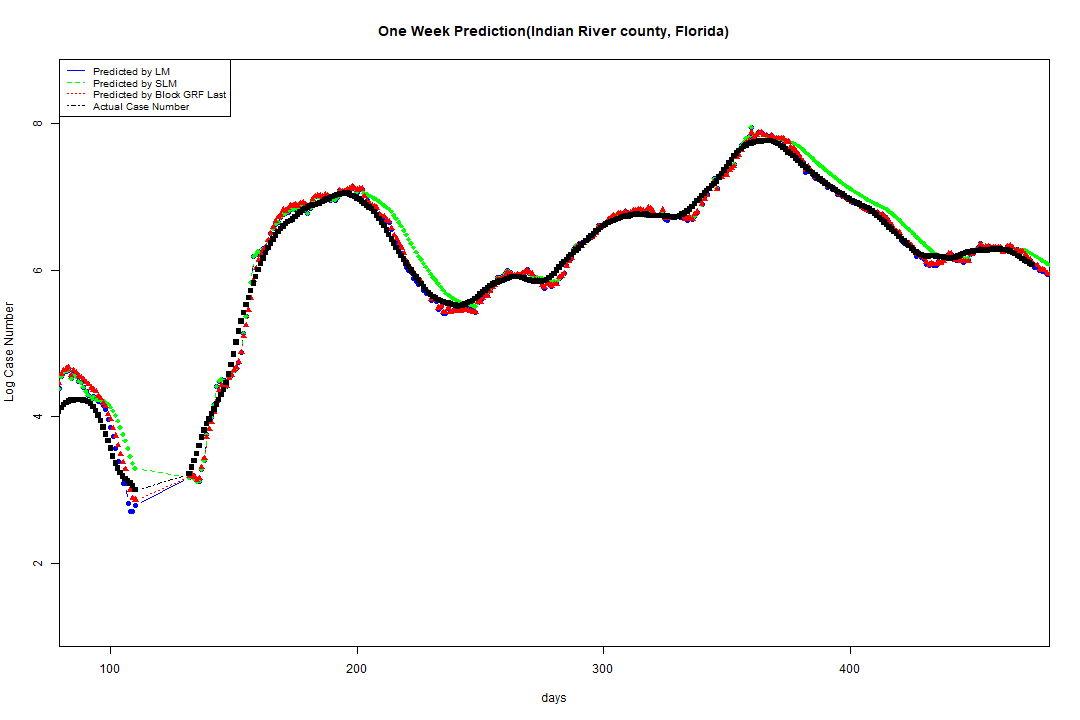 One Week Prediction(Indian River county, Florida)
Predicted by LM
Predicted by SLM
Predicted by Block GRF Last
Actual Case Number
8
6
4
2
Log Case Number
100
200
300
400
days